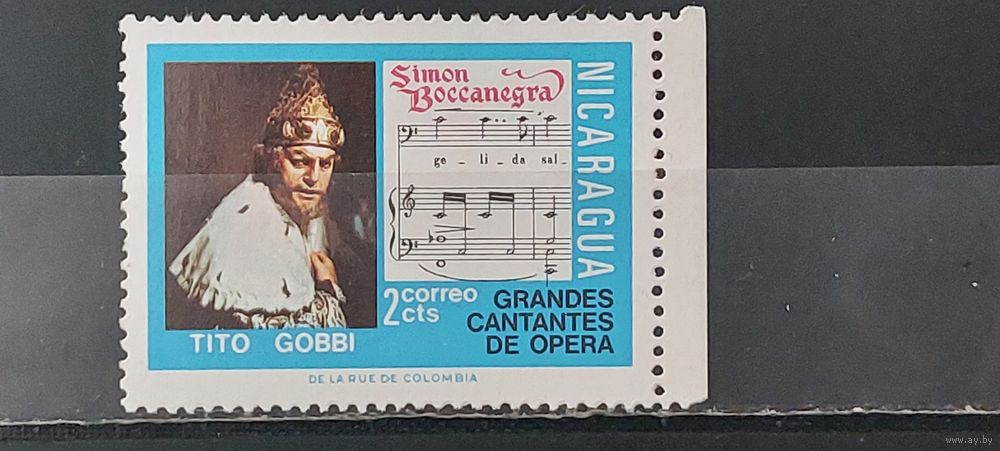 Simon
Boccanegra
ge - li - da sal -
NICARAGUA
2 correo
cts
GRANDES
CANTANTES
DE OPERA
TITO GOBBI
DE LA RUE DE COLOMBIA
www.ay.by